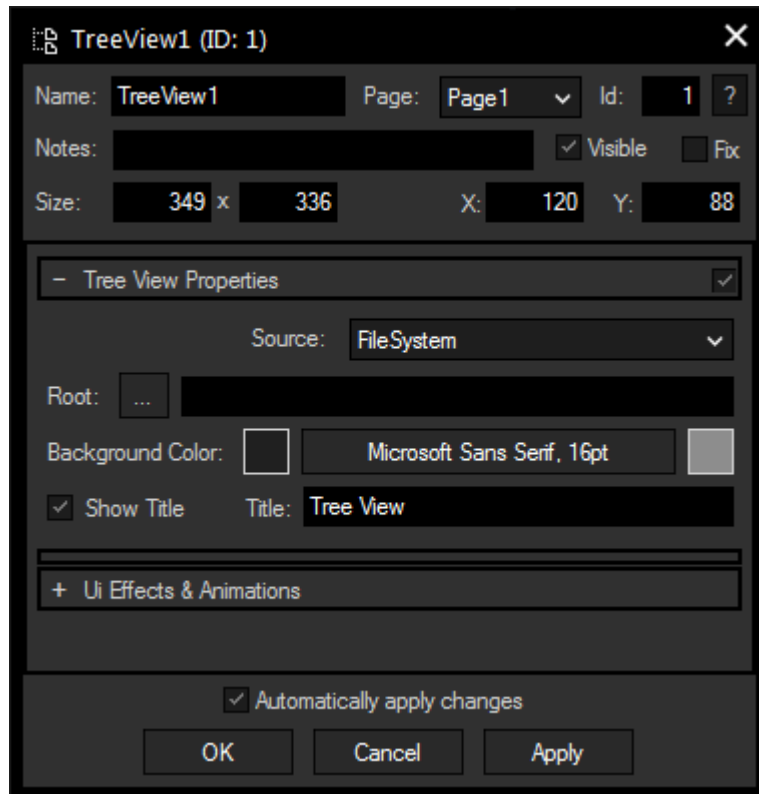 TreeView1 (ID: 1)
Name: TreeView1 Page: Page1 Id: 1 ?
Notes: Visible Fix
Size: 349 x 336 X: 120 Y: 88
− Tree View Properties
Source: FileSystem
Root: ...
Background Color: Microsoft Sans Serif, 16pt
Show Title Title: Tree View
+ Ui Effects & Animations
Automatically apply changes
OK Cancel Apply